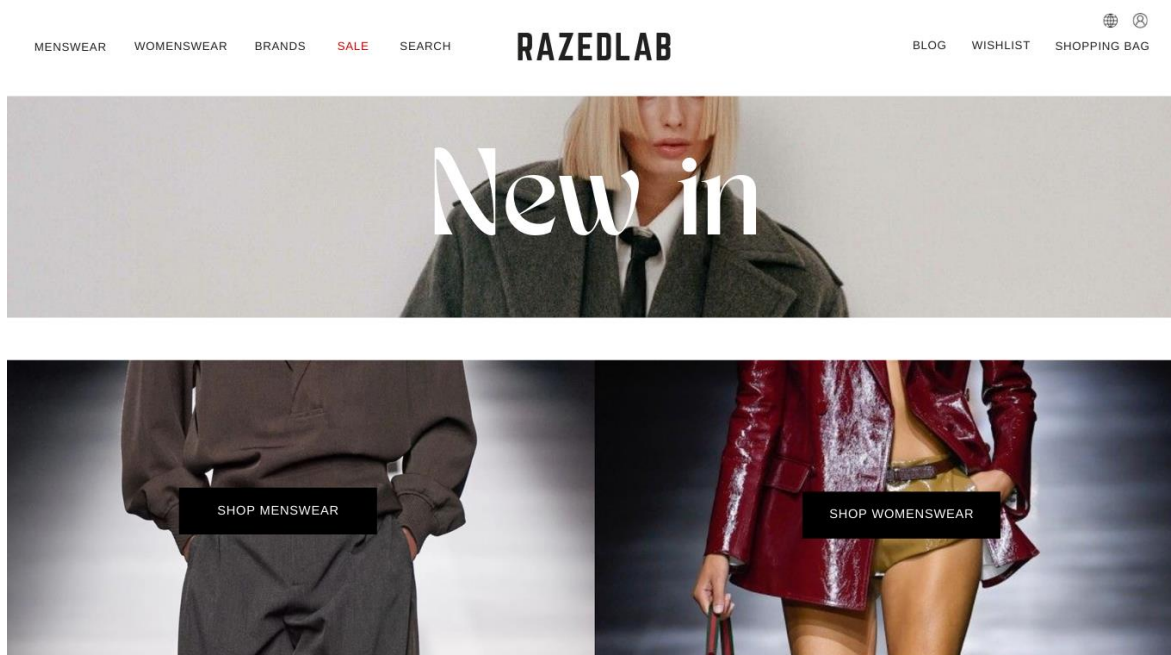 MENSWEAR WOMENSWEAR BRANDS SALE SEARCH RAZEDLAB BLOG WISHLIST SHOPPING BAG
New in
SHOP MENSWEAR
SHOP WOMENSWEAR